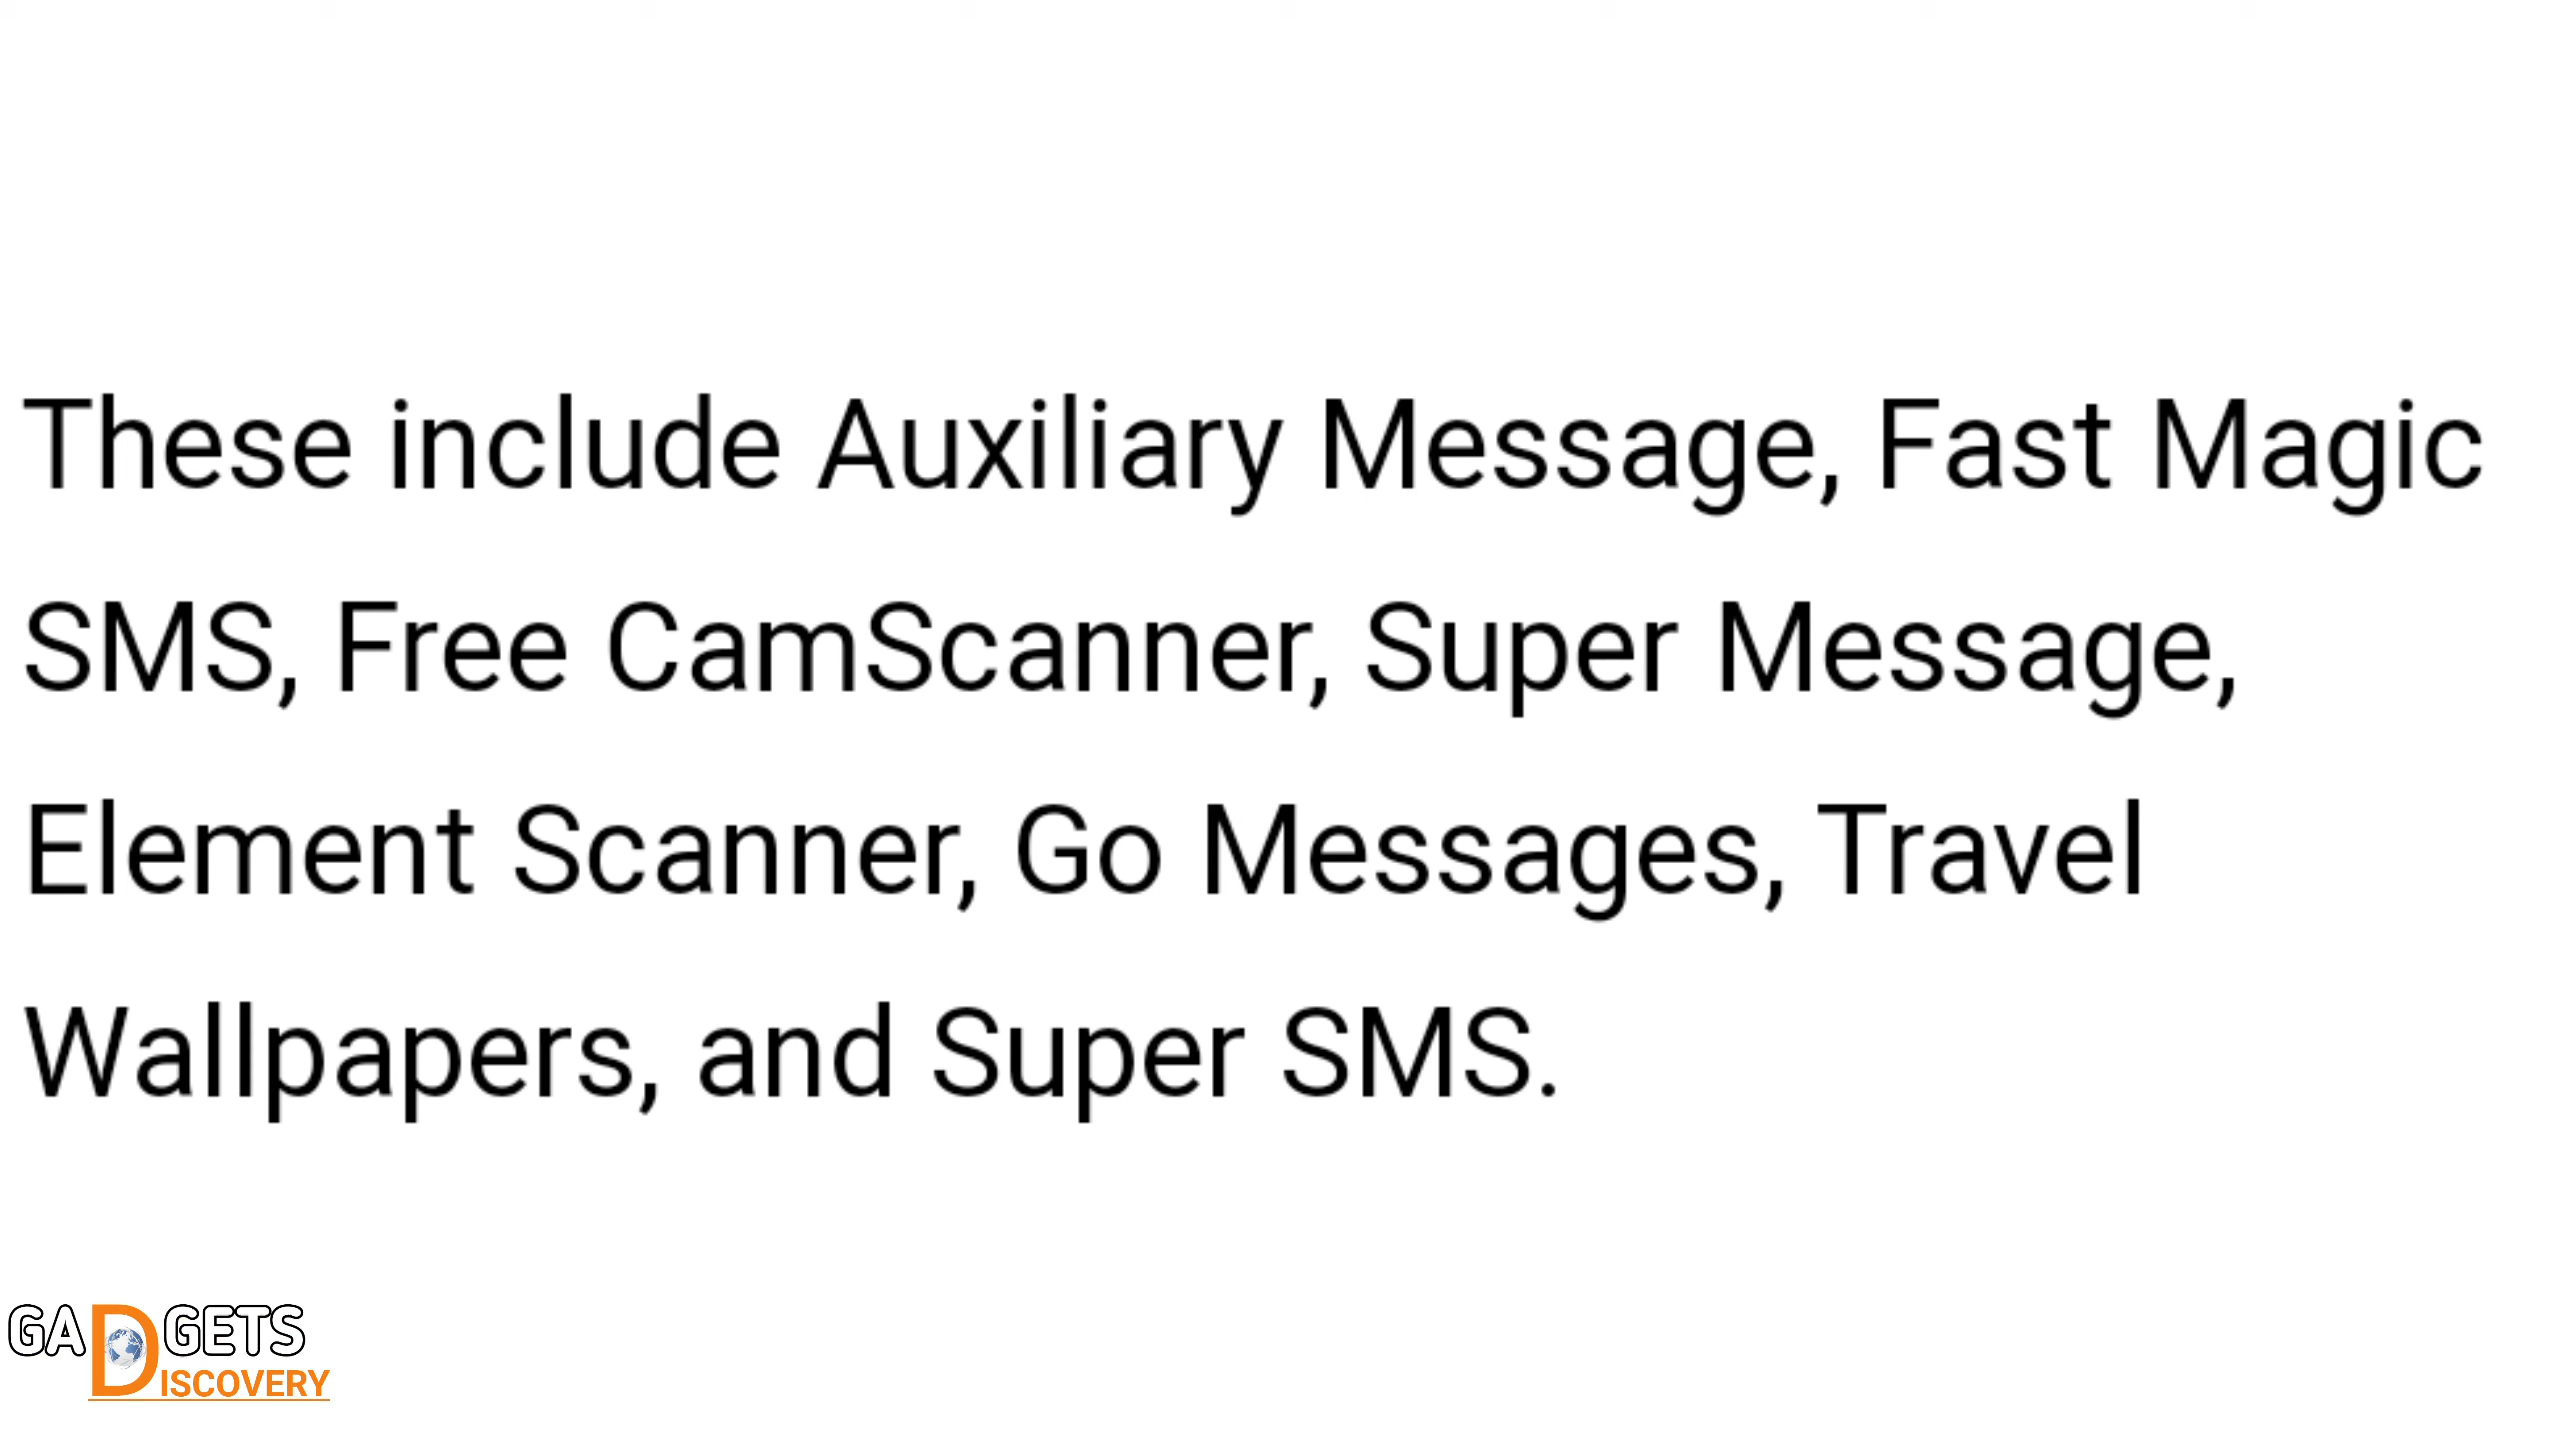 These include Auxiliary Message, Fast Magic
SMS, Free CamScanner, Super Message,
Element Scanner, Go Messages, Travel
Wallpapers, and Super SMS.
GADGETS
DISCOVERY